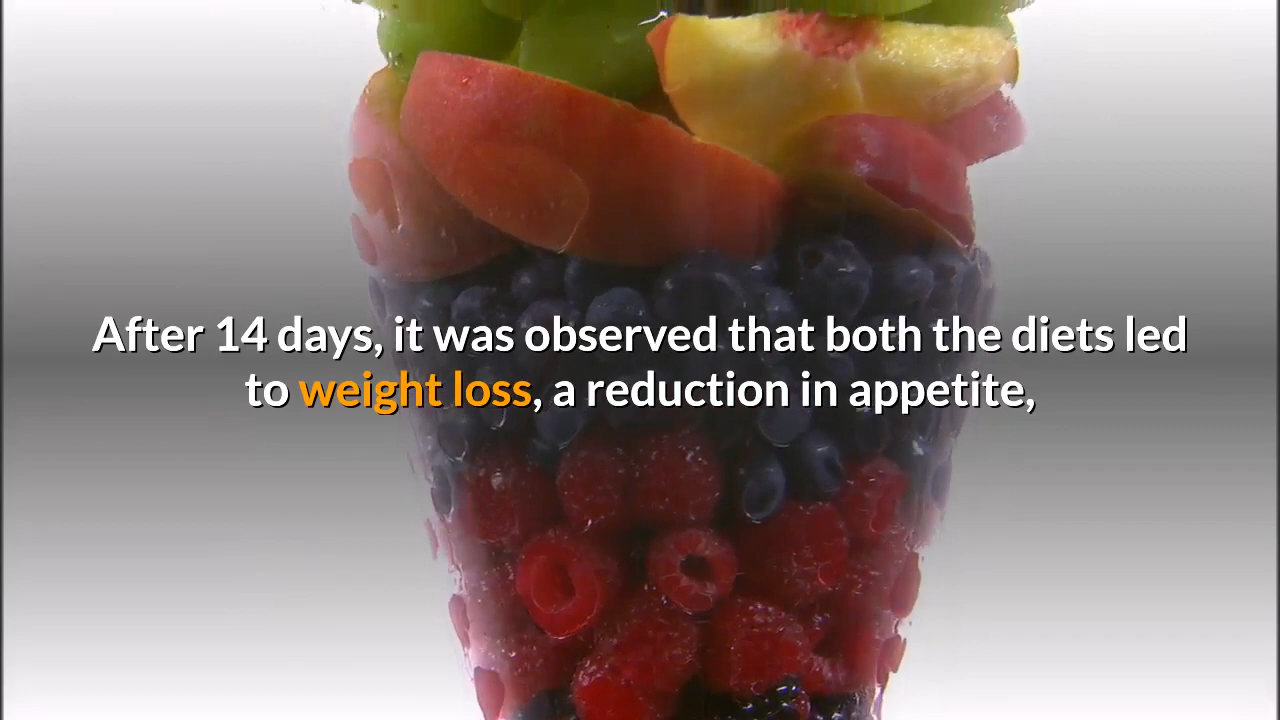 After 14 days, it was observed that both the diets led
to weight loss, a reduction in appetite,